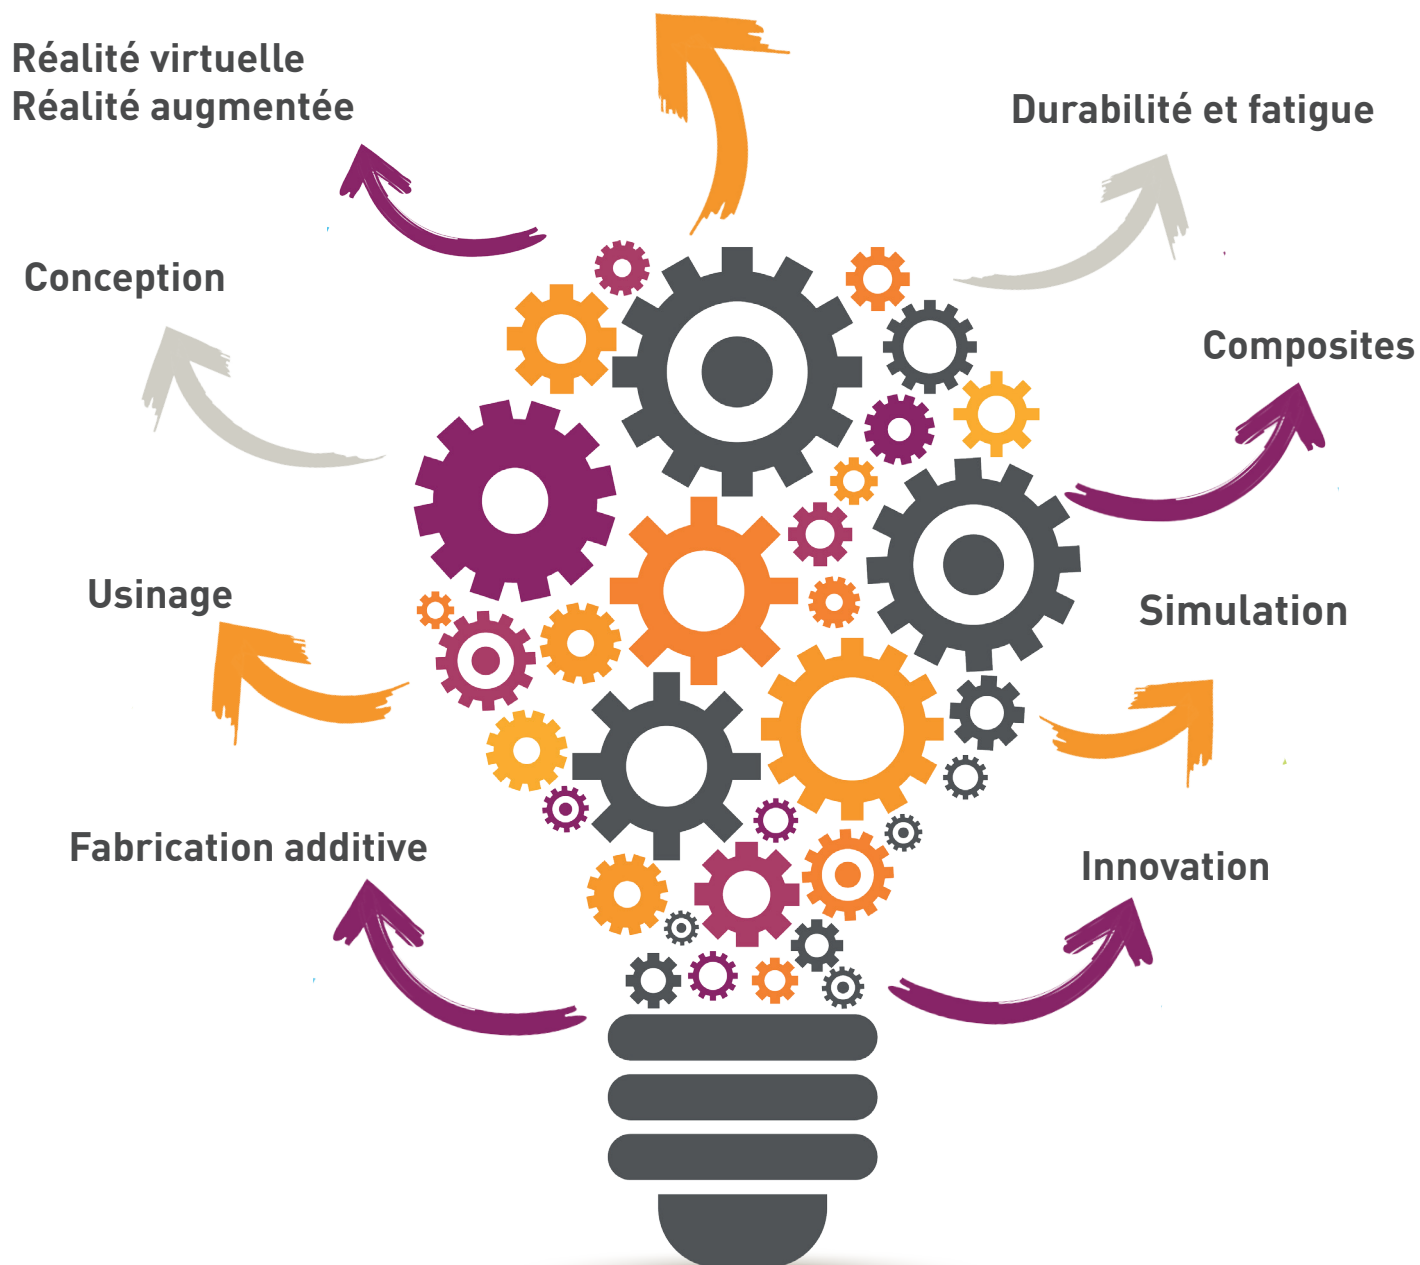 Réalité virtuelle
Réalité augmentée
Durabilité et fatigue
Conception
Composites
Usinage
Simulation
Fabrication additive
Innovation